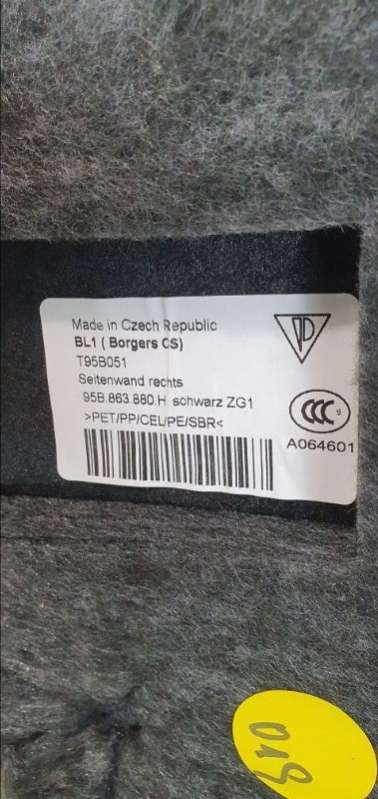 Made in Czech Republic
BL1 ( Borgers CS)
T95B051
Seitenwand rechts
95B.863.880.H schwarz ZG1
>PET/PP/CEL/PE/SBR<
CCC
A064601